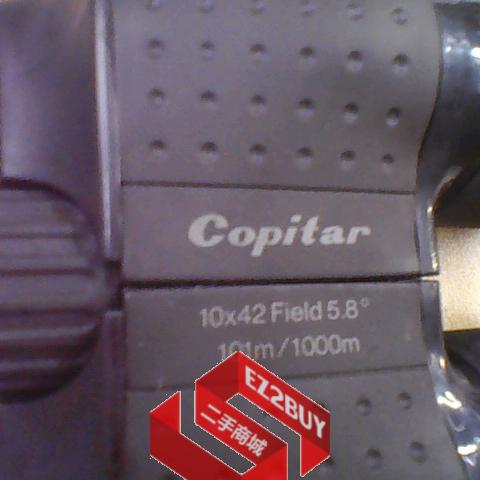 Copitar
10x42 Field 5.8°
101m/1000m
EZ2BUY
二手商城